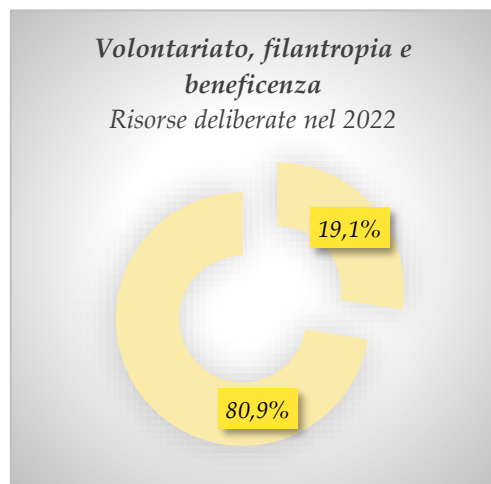 Volontariato, filantropia e
beneficenza
Risorse deliberate nel 2022
19,1%
80,9%